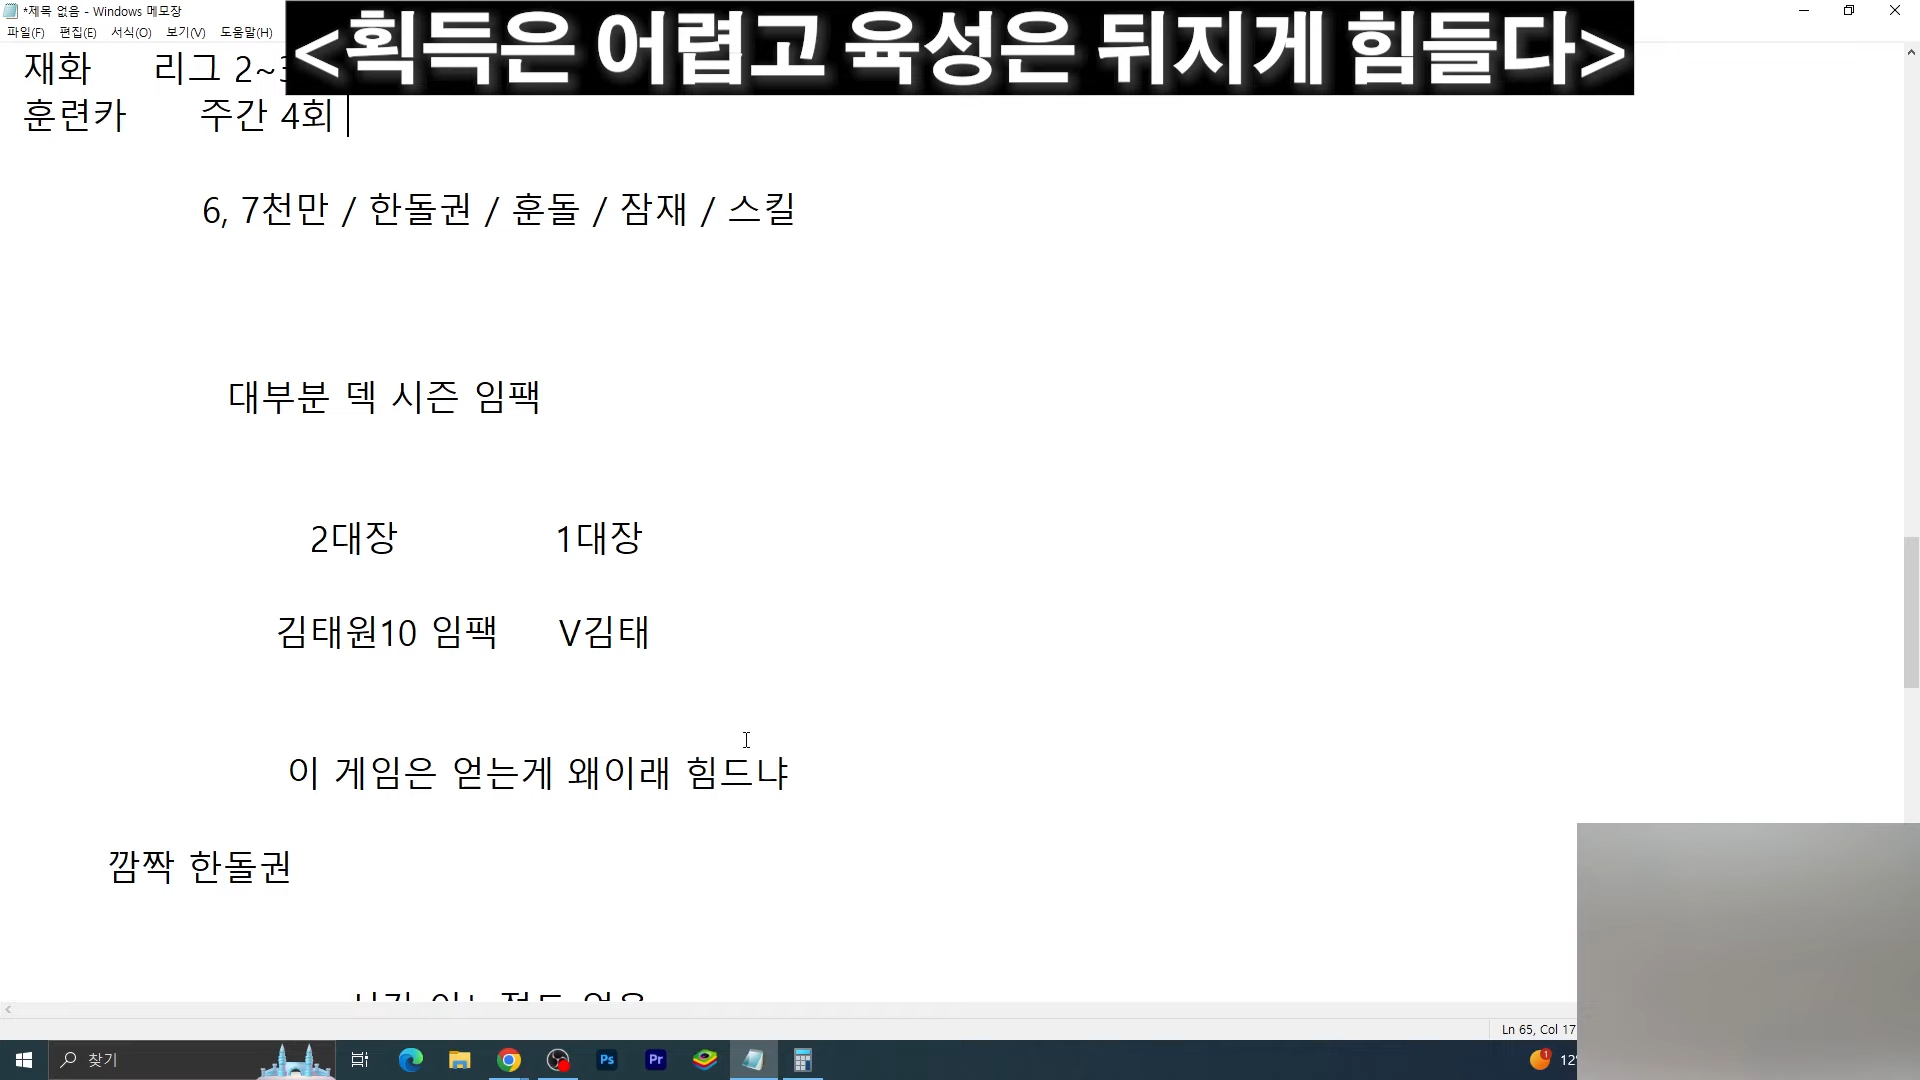 *제목 없음 - Windows 메모장
파일(F) 편집(E) 서식(O) 보기(V) 도움말(H)
<획득은 어렵고 육성은 뒤지게 힘들다>
재화 리그 2~3
훈련카 주간 4회
6, 7천만 / 한돌권 / 훈돌 / 잠재 / 스킬
대부분 덱 시즌 임팩
2대장 1대장
김태원10 임팩 V김태
이 게임은 얻는게 왜이래 힘드냐
깜짝 한돌권
Ln 65, Col 17
찾기
Ps
Pr
1
12°